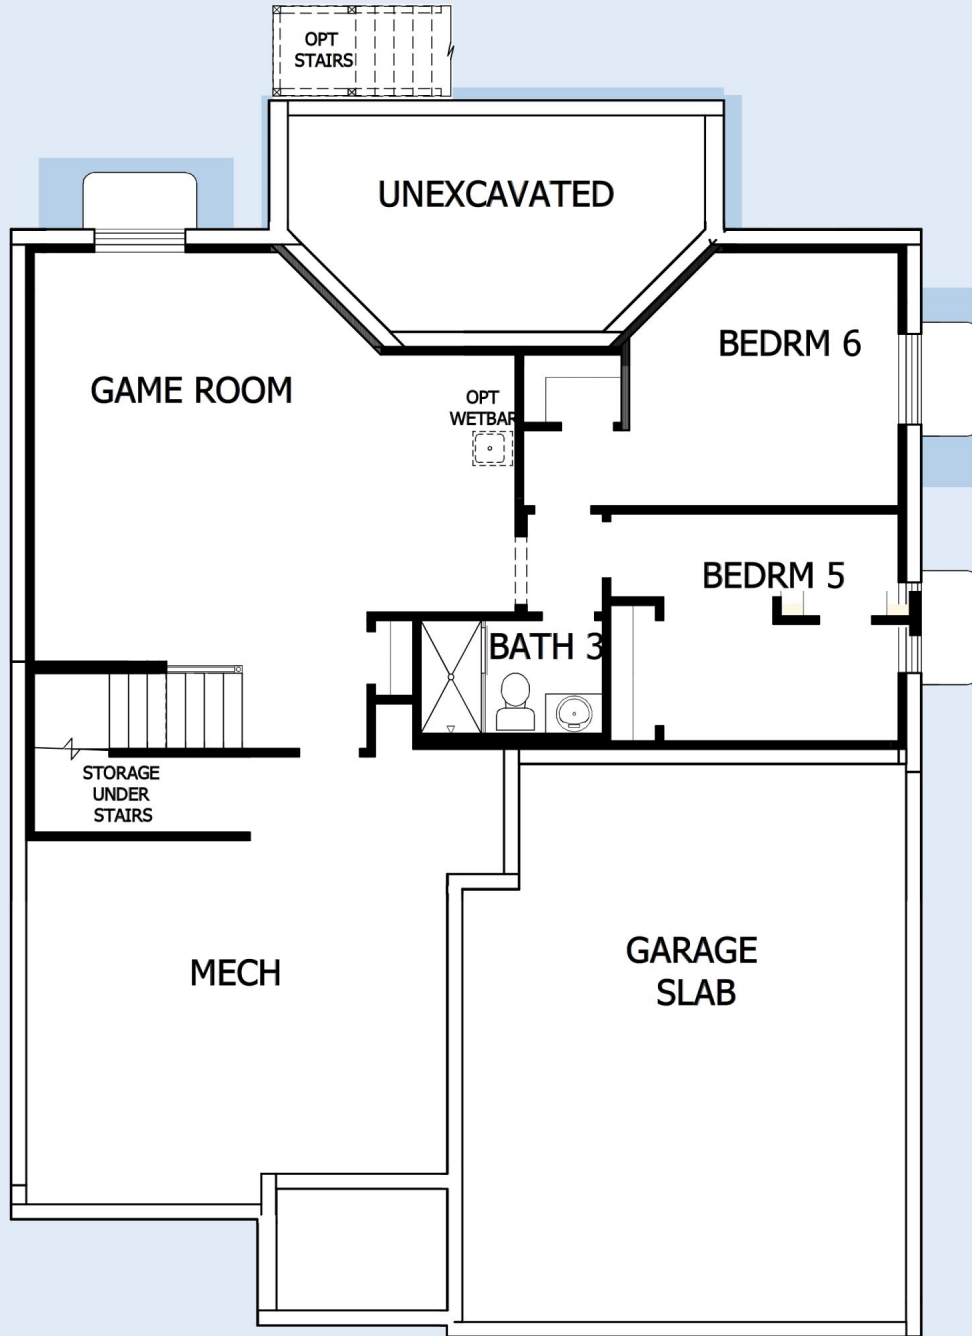 OPT
STAIRS
UNEXCAVATED
BEDRM 6
GAME ROOM
OPT
WETBAR
BEDRM 5
BATH 3
STORAGE
UNDER
STAIRS
MECH
GARAGE
SLAB